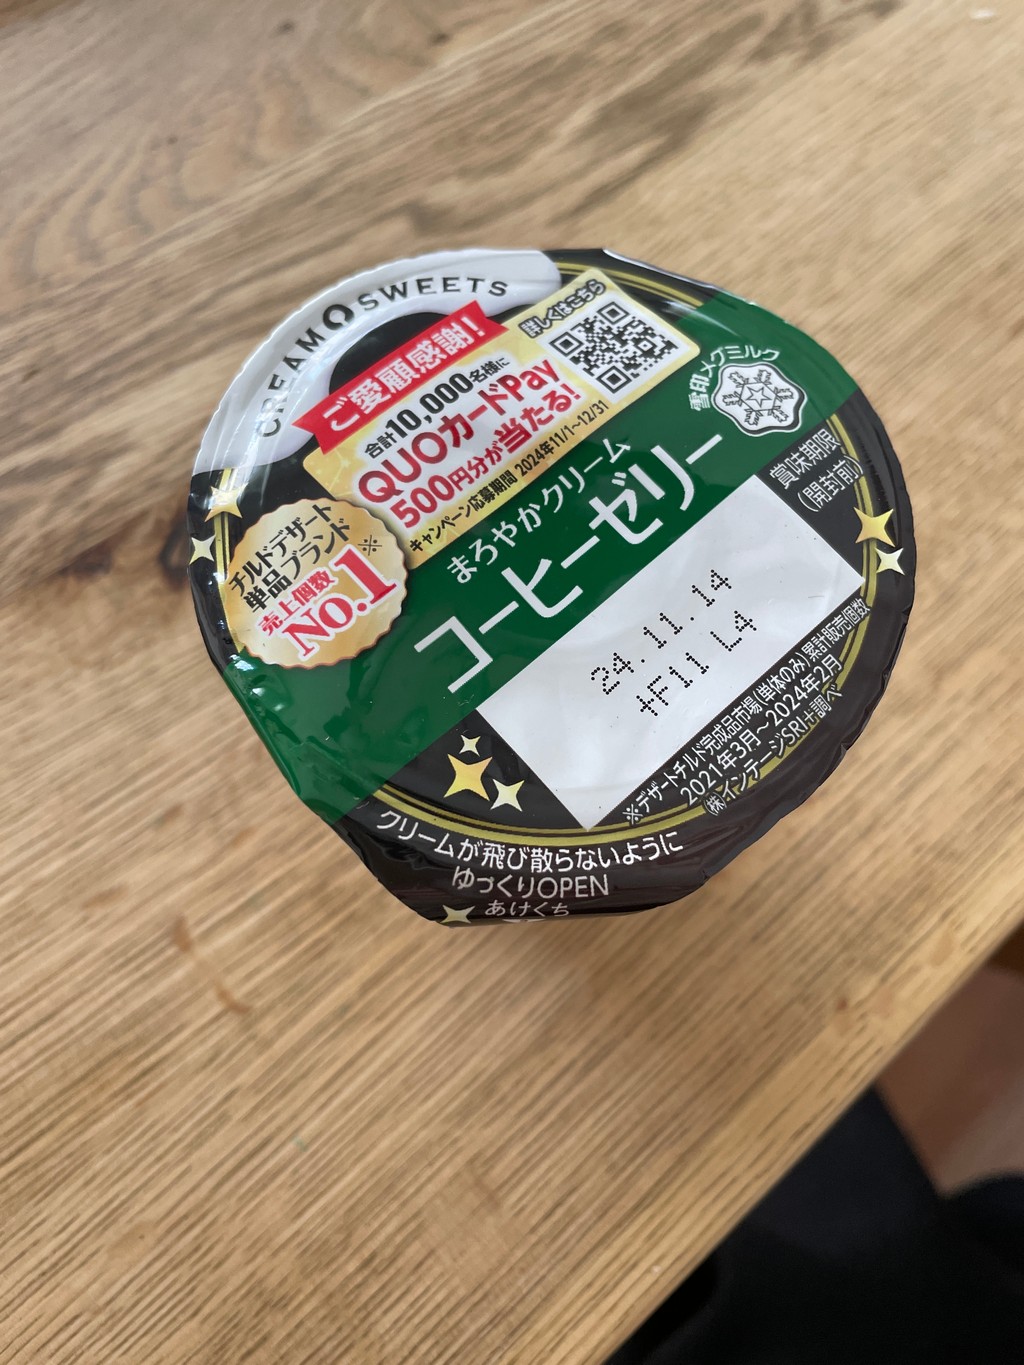 CREAM SWEETS
ご愛顧感謝!
合計10,000名様に
QUOカードPay
500円分が当たる!
キャンペーン応募期間 2024年11/1~12/31
詳しくはこちら
雪印メグミルク
チルドデザート
単品ブランド※
売上個数
No.1
まろやかクリーム
コーヒーゼリー
賞味期限
(開封前)
24.11.14
+F11 L4
※デザートチルド完成品市場(単体のみ)累計販売個数
2021年3月~2024年2月
㈱インテージSRI+調べ
クリームが飛び散らないように
ゆっくりOPEN
あけくち